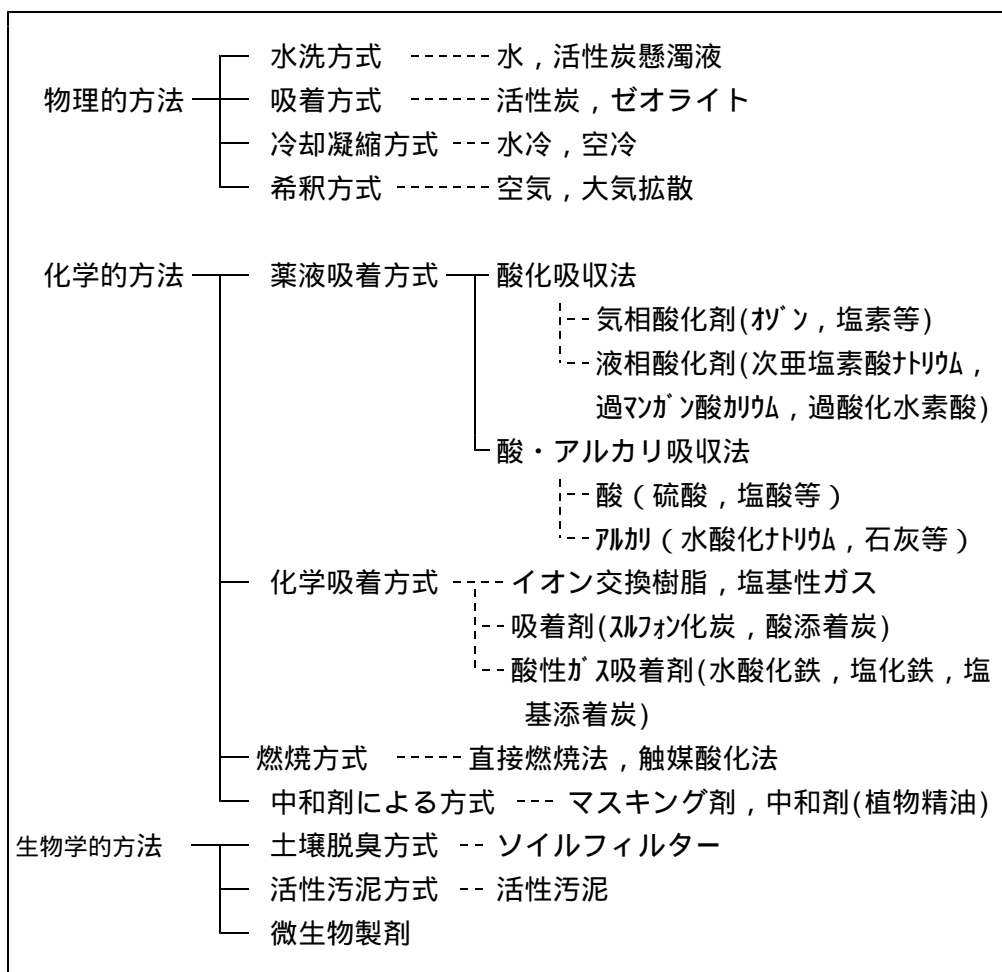 水洗方式 ------ 水，活性炭懸濁液
物理的方法 吸着方式 ------ 活性炭，ゼオライト
冷却凝縮方式 --- 水冷，空冷
希釈方式 ------- 空気，大気拡散
化学的方法 薬液吸着方式 酸化吸収法
気相酸化剤(ｵｿﾞﾝ，塩素等)
液相酸化剤(次亜塩素酸ﾅﾄﾘｳﾑ，
過ﾏﾝｶﾞﾝ酸ｶﾘｳﾑ，過酸化水素酸)
酸・アルカリ吸収法
酸（硫酸，塩酸等）
ｱﾙｶﾘ（水酸化ﾅﾄﾘｳﾑ，石灰等）
化学吸着方式 ---- イオン交換樹脂，塩基性ガス
吸着剤(ｽﾙﾌｫﾝ化炭，酸添着炭)
酸性ｶﾞｽ吸着剤(水酸化鉄，塩化鉄，塩
基添着炭)
燃焼方式 ----- 直接燃焼法，触媒酸化法
中和剤による方式 --- マスキング剤，中和剤(植物精油)
生物学的方法 土壌脱臭方式 -- ソイルフィルター
活性汚泥方式 -- 活性汚泥
微生物製剤